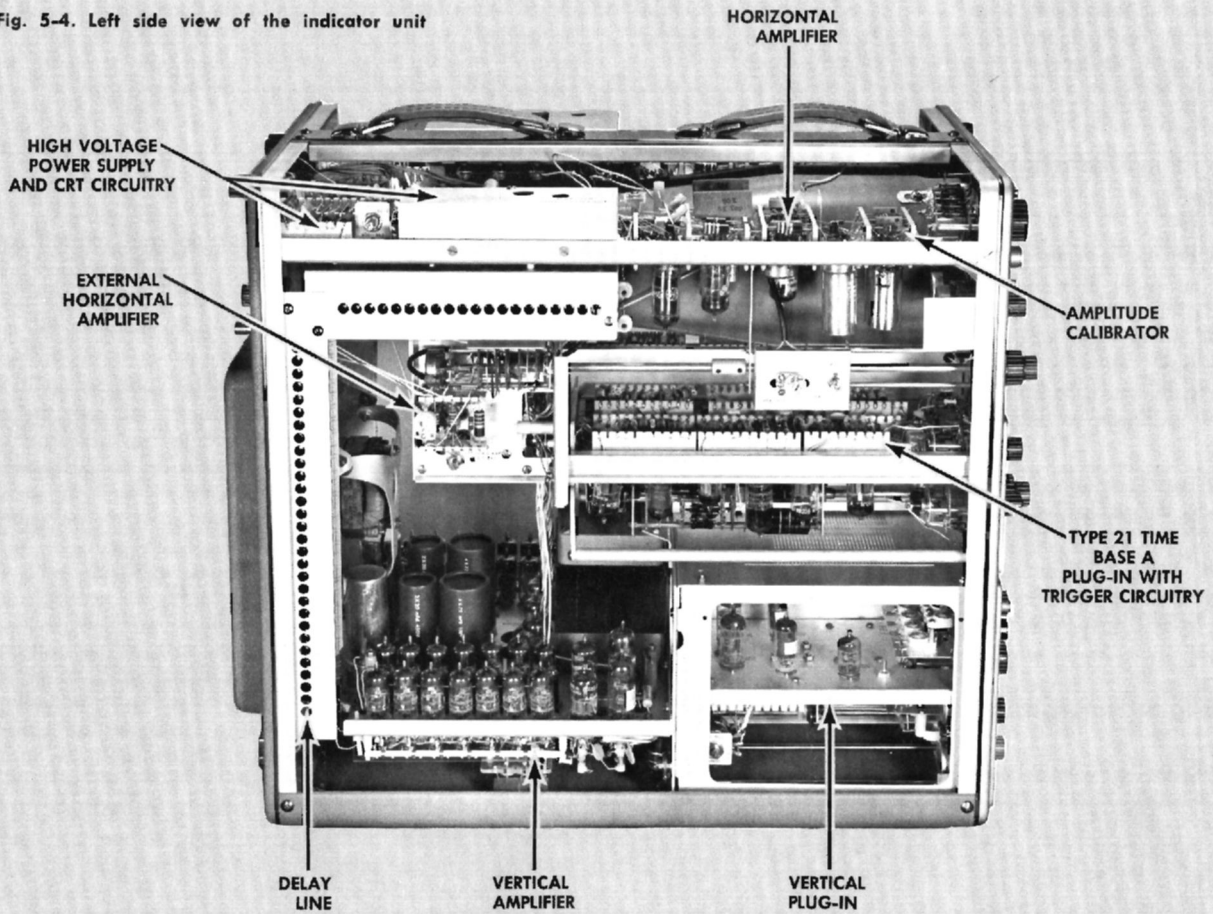 Fig. 5-4. Left side view of the indicator unit
HORIZONTAL
AMPLIFIER
HIGH VOLTAGE
POWER SUPPLY
AND CRT CIRCUITRY
EXTERNAL
HORIZONTAL
AMPLIFIER
AMPLITUDE
CALIBRATOR
TYPE 21 TIME
BASE A
PLUG-IN WITH
TRIGGER CIRCUITRY
DELAY
LINE
VERTICAL
AMPLIFIER
VERTICAL
PLUG-IN